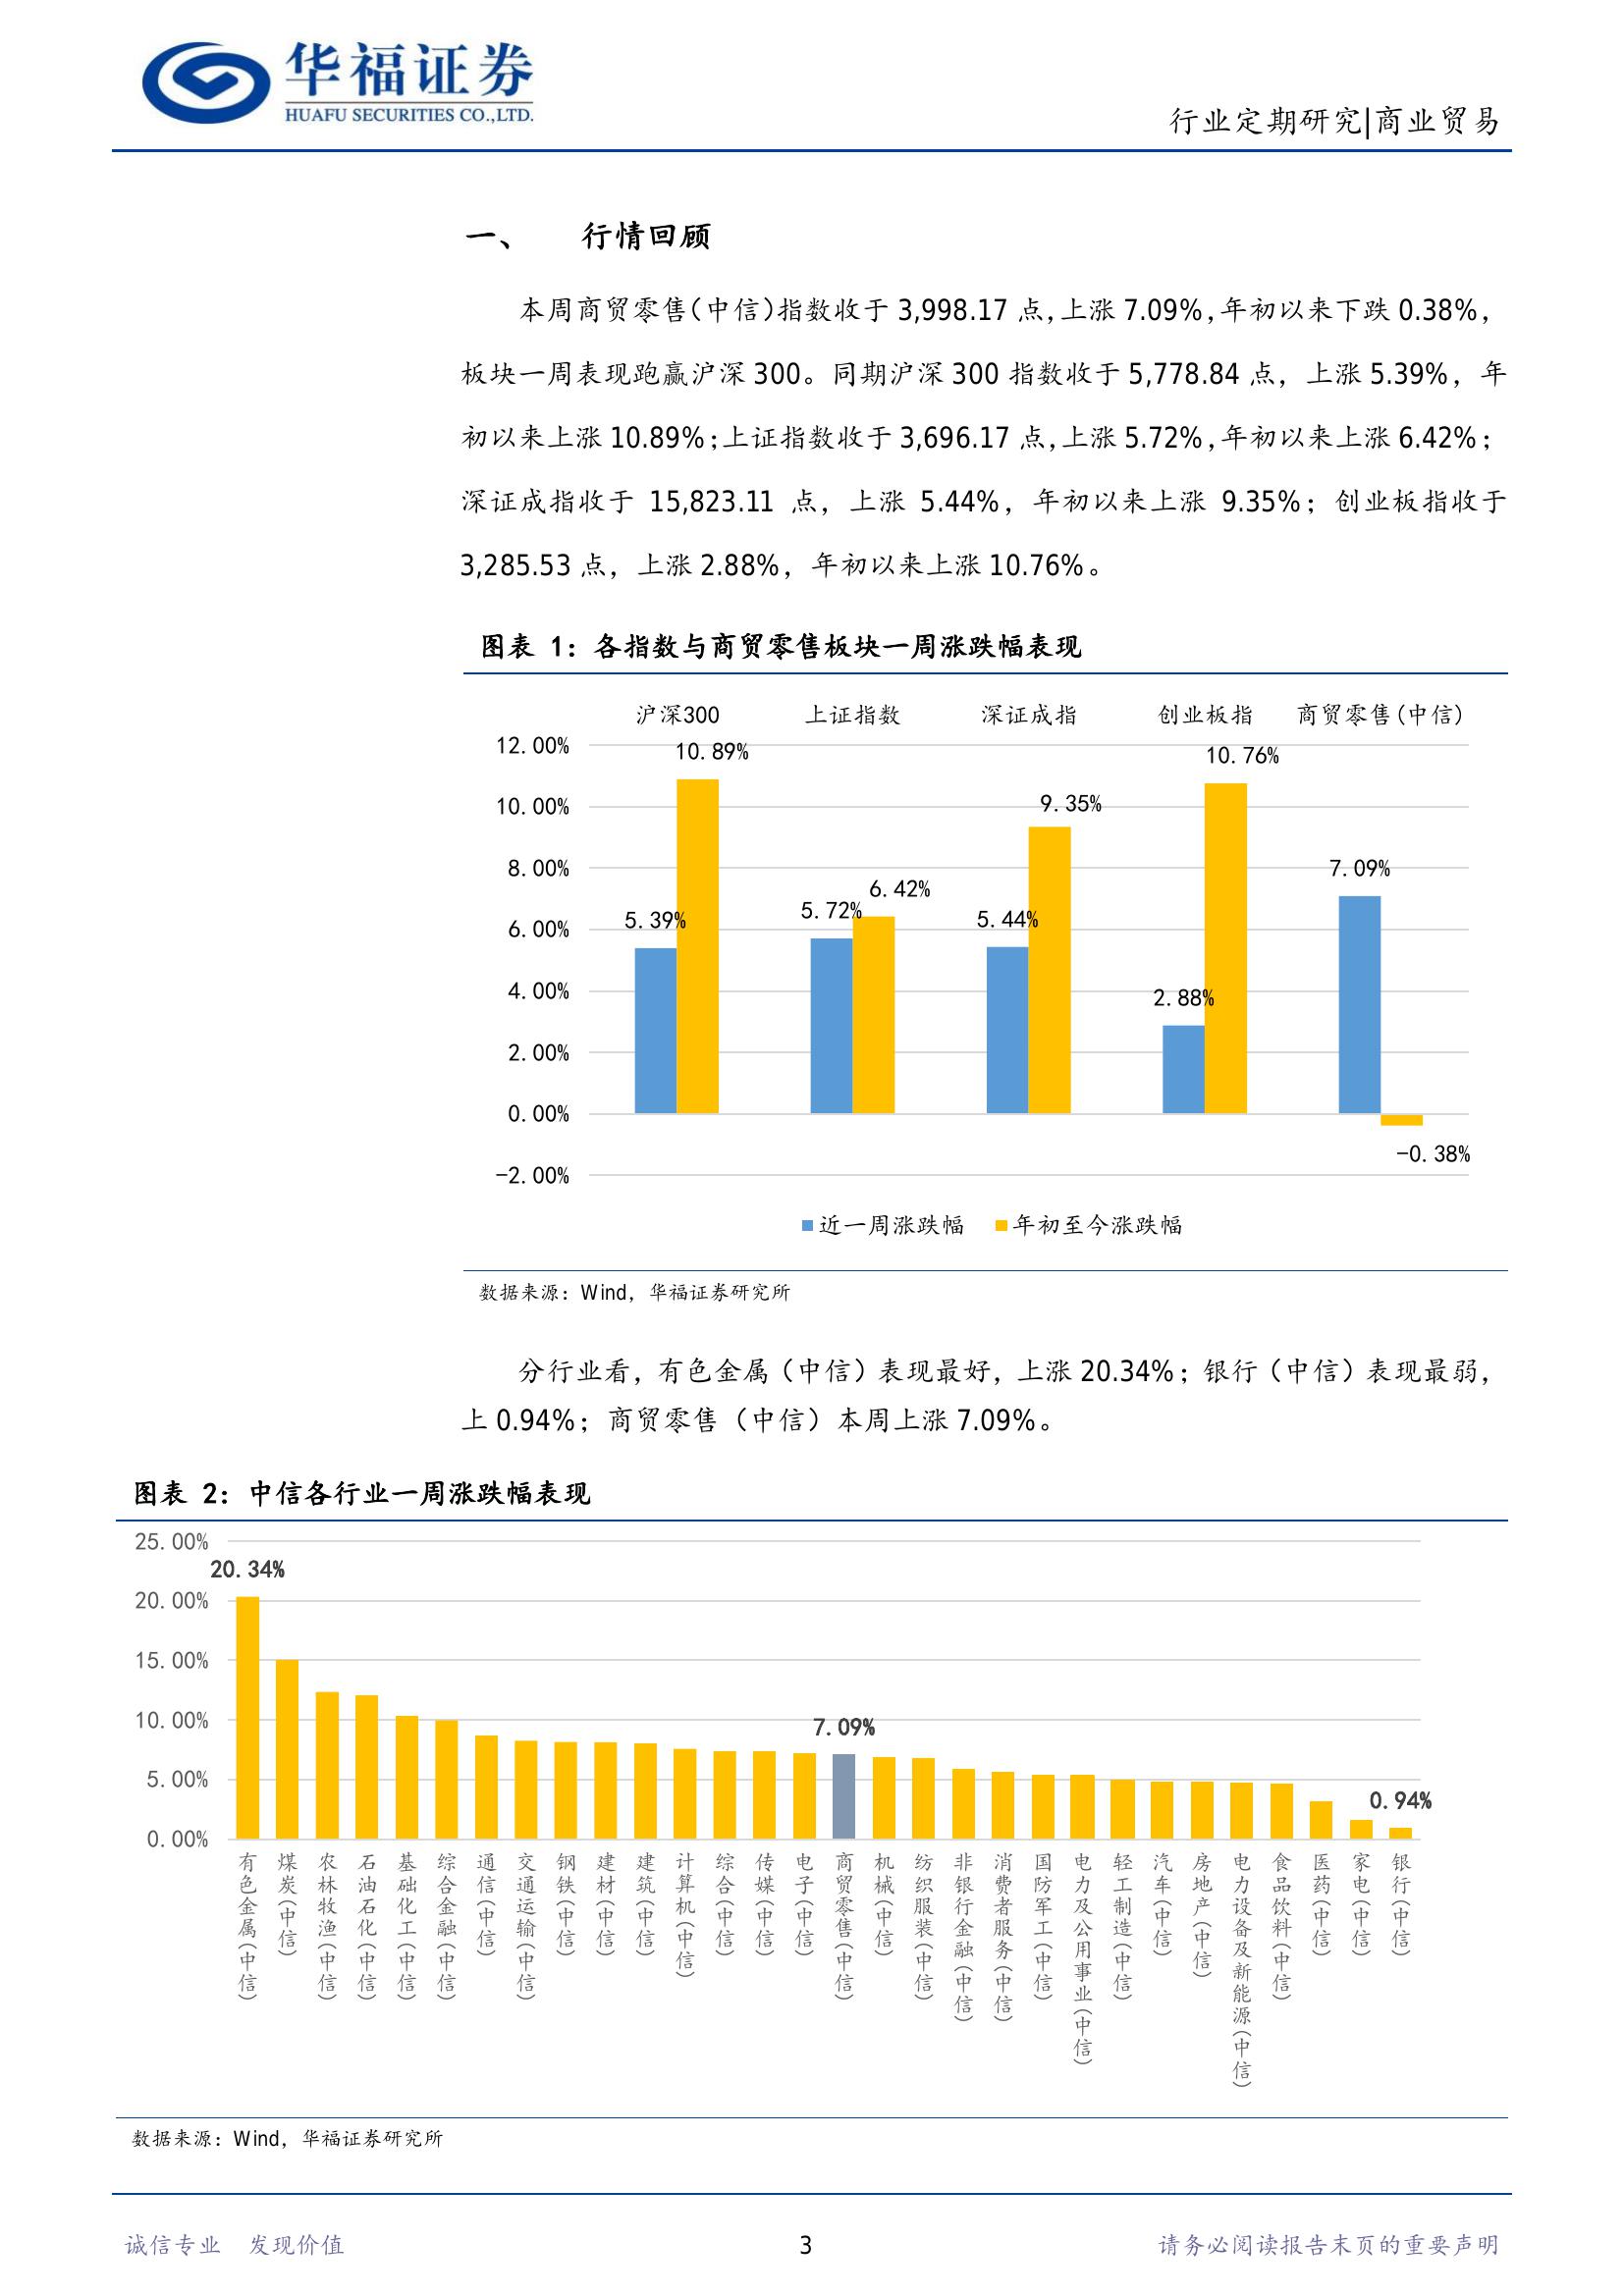 华福证券
HUAFU SECURITIES CO.,LTD.
行业定期研究|商业贸易
一、 行情回顾
本周商贸零售(中信)指数收于 3,998.17 点,上涨 7.09%,年初以来下跌 0.38%,
板块一周表现跑赢沪深 300。同期沪深 300 指数收于 5,778.84 点，上涨 5.39%，年
初以来上涨 10.89%;上证指数收于 3,696.17 点,上涨 5.72%,年初以来上涨 6.42%;
深证成指收于 15,823.11 点，上涨 5.44%，年初以来上涨 9.35%；创业板指收于
3,285.53 点，上涨 2.88%，年初以来上涨 10.76%。
图表 1：各指数与商贸零售板块一周涨跌幅表现
沪深300 上证指数 深证成指 创业板指 商贸零售(中信)
12.00%
10.00%
8.00%
6.00%
4.00%
2.00%
0.00%
-2.00%
5.39%
10.89%
5.72%
6.42%
5.44%
9.35%
2.88%
10.76%
7.09%
-0.38%
近一周涨跌幅 年初至今涨跌幅
数据来源：Wind，华福证券研究所
分行业看，有色金属（中信）表现最好，上涨 20.34%；银行（中信）表现最弱，
上 0.94%；商贸零售（中信）本周上涨 7.09%。
图表 2：中信各行业一周涨跌幅表现
25.00%
20.00%
15.00%
10.00%
5.00%
0.00%
20.34%
7.09%
0.94%
有色金属(中信)
煤炭(中信)
农林牧渔(中信)
石油石化(中信)
基础化工(中信)
综合金融(中信)
通信(中信)
交通运输(中信)
钢铁(中信)
建材(中信)
建筑(中信)
计算机(中信)
综合(中信)
传媒(中信)
电子(中信)
商贸零售(中信)
机械(中信)
纺织服装(中信)
非银行金融(中信)
消费者服务(中信)
国防军工(中信)
电力及公用事业(中信)
轻工制造(中信)
汽车(中信)
房地产(中信)
电力设备及新能源(中信)
食品饮料(中信)
医药(中信)
家电(中信)
银行(中信)
数据来源：Wind，华福证券研究所
诚信专业 发现价值 3 请务必阅读报告末页的重要声明